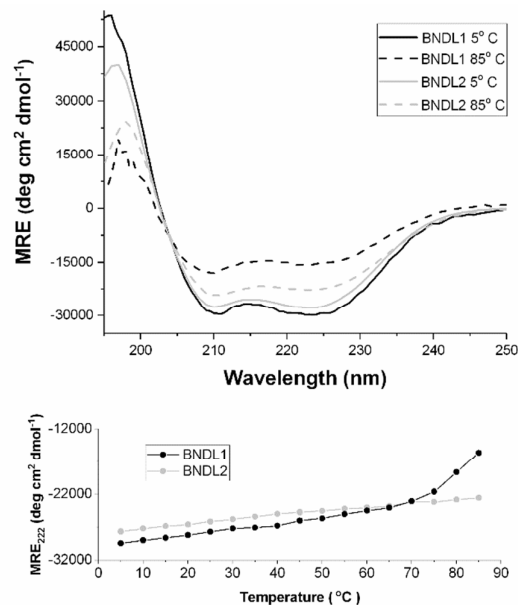 BNDL1 5° C
BNDL1 85° C
BNDL2 5° C
BNDL2 85° C
45000
30000
15000
0
-15000
-30000
MRE (deg cm² dmol⁻¹)
200 210 220 230 240 250
Wavelength (nm)
-12000
-22000
-32000
MRE₂₂₂ (deg cm² dmol⁻¹)
BNDL1
BNDL2
0 10 20 30 40 50 60 70 80 90
Temperature (°C)